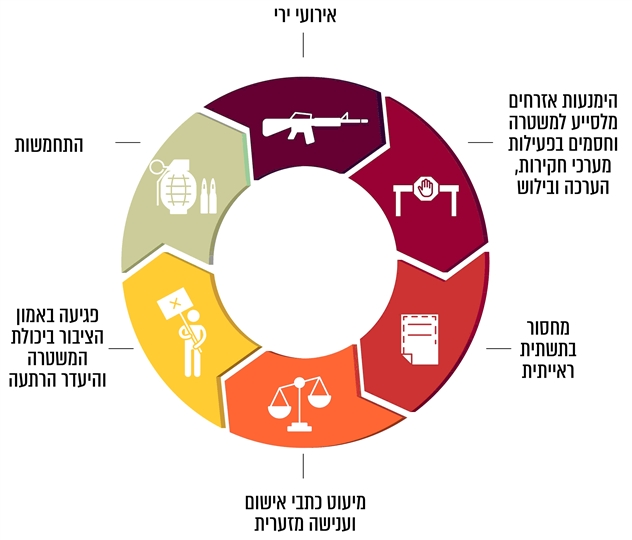 אירועי ירי
הימנעות אזרחים
מלסייע למשטרה
וחסמים בפעילות
מערכי חקירות,
הערכה ובילוש
מחסור
בתשתית
ראייתית
מיעוט כתבי אישום
וענישה מזערית
פגיעה באמון
הציבור ביכולת
המשטרה
והיעדר הרתעה
התחמשות